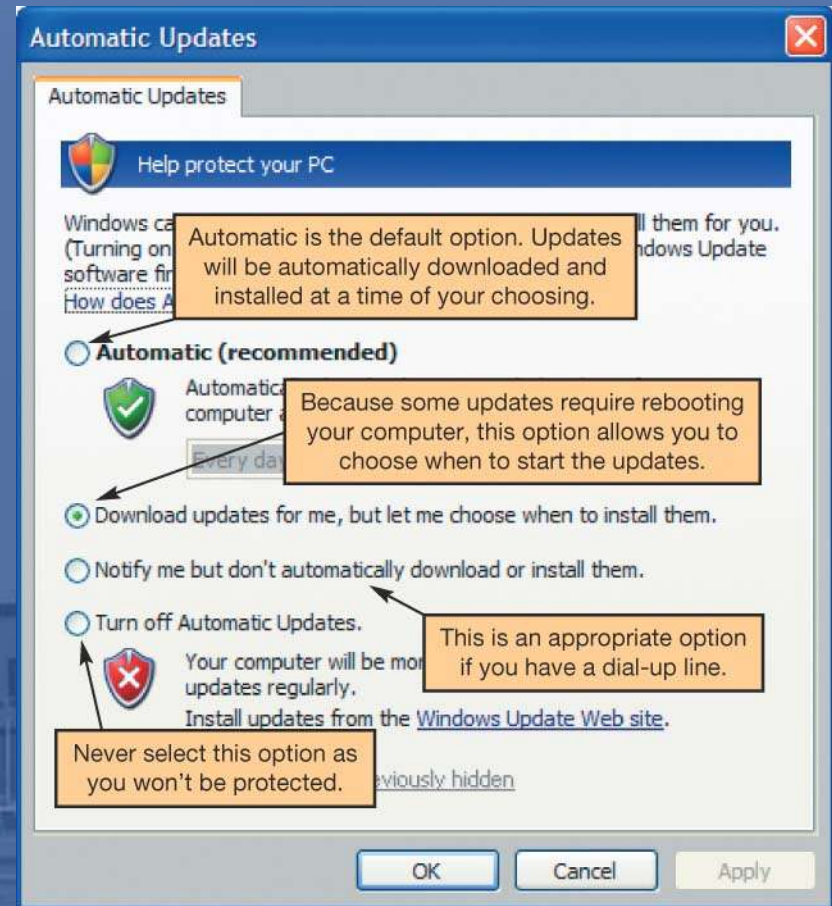 Automatic Updates
Automatic Updates
Help protect your PC
Windows ca
ll them for you.
(Turning on
ndows Update
software fir
How does A
Automatic is the default option. Updates
will be automatically downloaded and
installed at a time of your choosing.
Automatic (recommended)
Automatica
computer a
Every day
Because some updates require rebooting
your computer, this option allows you to
choose when to start the updates.
Download updates for me, but let me choose when to install them.
Notify me but don't automatically download or install them.
Turn off Automatic Updates.
This is an appropriate option
if you have a dial-up line.
Your computer will be mor
updates regularly.
Install updates from the Windows Update Web site.
Never select this option as
you won't be protected.
eviously hidden
OK
Cancel
Apply